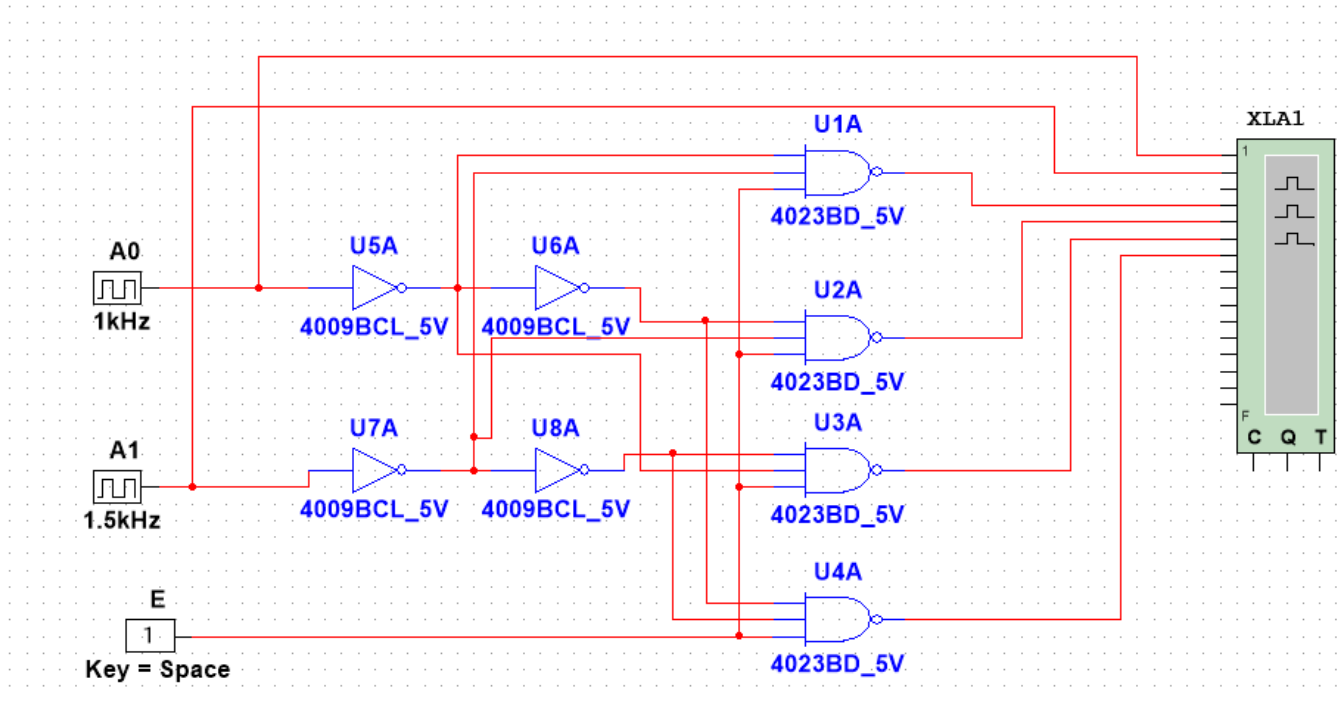 U1A
XLA1
1
4023BD_5V
A0
U5A
U6A
1kHz
4009BCL_5V
4009BCL_5V
U2A
4023BD_5V
A1
U7A
U8A
U3A
F
C Q T
1.5kHz
4009BCL_5V
4009BCL_5V
4023BD_5V
U4A
E
1
Key = Space
4023BD_5V